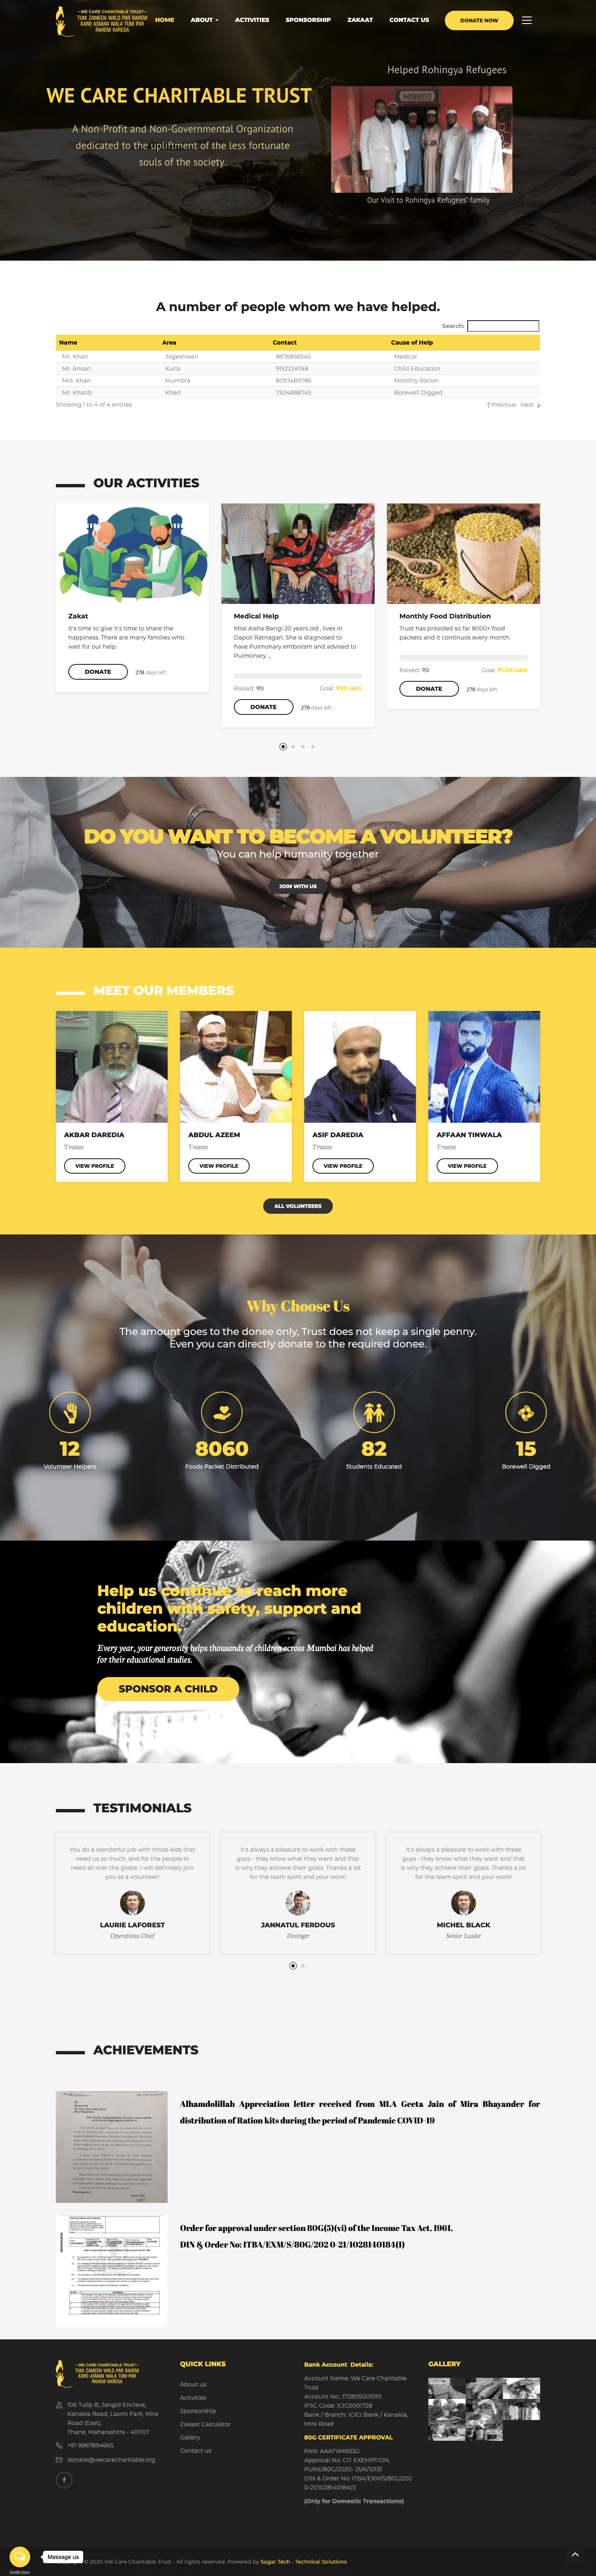 —WE CARE CHARITABLE TRUST—
TUM ZAMEEN WALO PAR RAHEM
KARO ASMAN WALA TUM PAR
RAHEM KAREGA
HOME
ABOUT
ACTIVITIES
SPONSORSHIP
ZAKAAT
CONTACT US
DONATE NOW
Helped Rohingya Refugees
WE CARE CHARITABLE TRUST
A Non-Profit and Non-Governmental Organization
dedicated to the upliftment of the less fortunate
souls of the society.
Our Visit to Rohingya Refugees' family
A number of people whom we have helped.
Search:
Name Area Contact Cause of Help
Mr. Khan Jogeshwari 9876858545 Medical
Mr. Ansari Kurla 9152224748 Child Education
Mrs. Khan Mumbra 8097489786 Monthly Ration
Mr. Khatib Khed 7304888745 Borewell Digged
Showing 1 to 4 of 4 entries
Previous Next
OUR ACTIVITIES
Zakat
It's time to give it's time to share the
happiness. There are many families who
wait for our help.
DONATE
278 days left
Medical Help
Miss Aisha Bangi 20 years old , lives in
Dapoli Ratnagari. She is diagnosed to
have Pulmonary embolism and advised to
Pulmonary ...
Raised: ₹0
Goal: ₹20 lakh
DONATE
278 days left
Monthly Food Distribution
Trust has provided so far 8000+ food
packets and it continues every month.
Raised: ₹0
Goal: ₹1.08 lakh
DONATE
278 days left
DO YOU WANT TO BECOME A VOLUNTEER?
You can help humanity together
JOIN WITH US
MEET OUR MEMBERS
AKBAR DAREDIA
Trustee
VIEW PROFILE
ABDUL AZEEM
Trustee
VIEW PROFILE
ASIF DAREDIA
Trustee
VIEW PROFILE
AFFAAN TINWALA
Trustee
VIEW PROFILE
ALL VOLUNTEERS
Why Choose Us
The amount goes to the donee only, Trust does not keep a single penny.
Even you can directly donate to the required donee.
12
Volunteer Helpers
8060
Foods Packet Distributed
82
Students Educated
15
Borewell Digged
Help us continue to reach more
children with safety, support and
education.
Every year, your generosity helps thousands of children across Mumbai has helped
for their educational studies.
SPONSOR A CHILD
TESTIMONIALS
You do a wonderful job with those kids that
need us so much, and for the people in
need all over the globe. I will definitely join
you as a volunteer!
LAURIE LAFOREST
Operations Chief
It's always a pleasure to work with these
guys - they know what they want and that
is why they achieve their goals. Thanks a lot
for the team spirit and your work!
JANNATUL FERDOUS
Desinger
It's always a pleasure to work with these
guys - they know what they want and that
is why they achieve their goals. Thanks a lot
for the team spirit and your work!
MICHEL BLACK
Senior Leader
ACHIEVEMENTS
Alhamdolillah Appreciation letter received from MLA Geeta Jain of Mira Bhayander for
distribution of Ration kits during the period of Pandemic COVID-19
Order for approval under section 80G(5)(vi) of the Income Tax Act, 1961,
DIN & Order No: ITBA/EXM/S/80G/202 0-21/1028140184(1)
—WE CARE CHARITABLE TRUST—
TUM ZAMEEN WALO PAR RAHEM
KARO ASMAN WALA TUM PAR
RAHEM KAREGA
106 Tulip B, Jangid Enclave,
Kanakia Road, Laxmi Park, Mira
Road (East),
Thane, Maharashtra - 401107
+91 9867894665
donate@wecarecharitable.org
QUICK LINKS
About us
Activities
Sponsorship
Zakaat Calculator
Gallery
Contact us
Bank Account Details:
Account Name: We Care Charitable
Trust
Account No.: 172805001010
IFSC Code: ICIC0001728
Bank / Branch: ICICI Bank / Kanakia,
Mira Road
80G CERTIFICATE APPROVAL
PAN: AAATW4933G
Approval No: CIT EXEMPTION,
PUNE/80G/2020- 21/A/10131
DIN & Order No: ITBA/EXM/S/80G/202
0-21/1028140184(1)
(Only for Domestic Transactions)
GALLERY
Message us
GetButton
© 2020 We Care Charitable Trust - All rights reserved. Powered by Sagar Tech - Technical Solutions